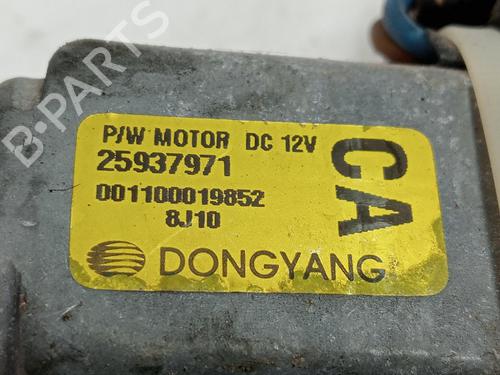 P/W MOTOR DC 12V
25937971
001100019852
8J10
DONGYANG
CA
B-PARTS